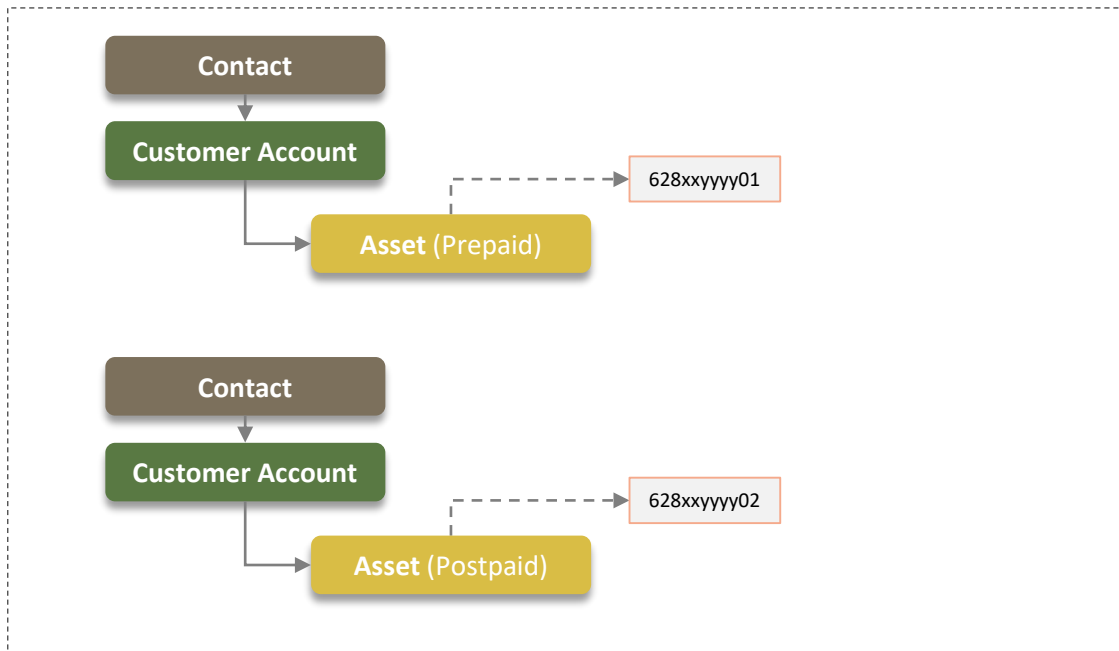 Contact
Customer Account
628xxyyyy01
Asset (Prepaid)
Contact
Customer Account
628xxyyyy02
Asset (Postpaid)